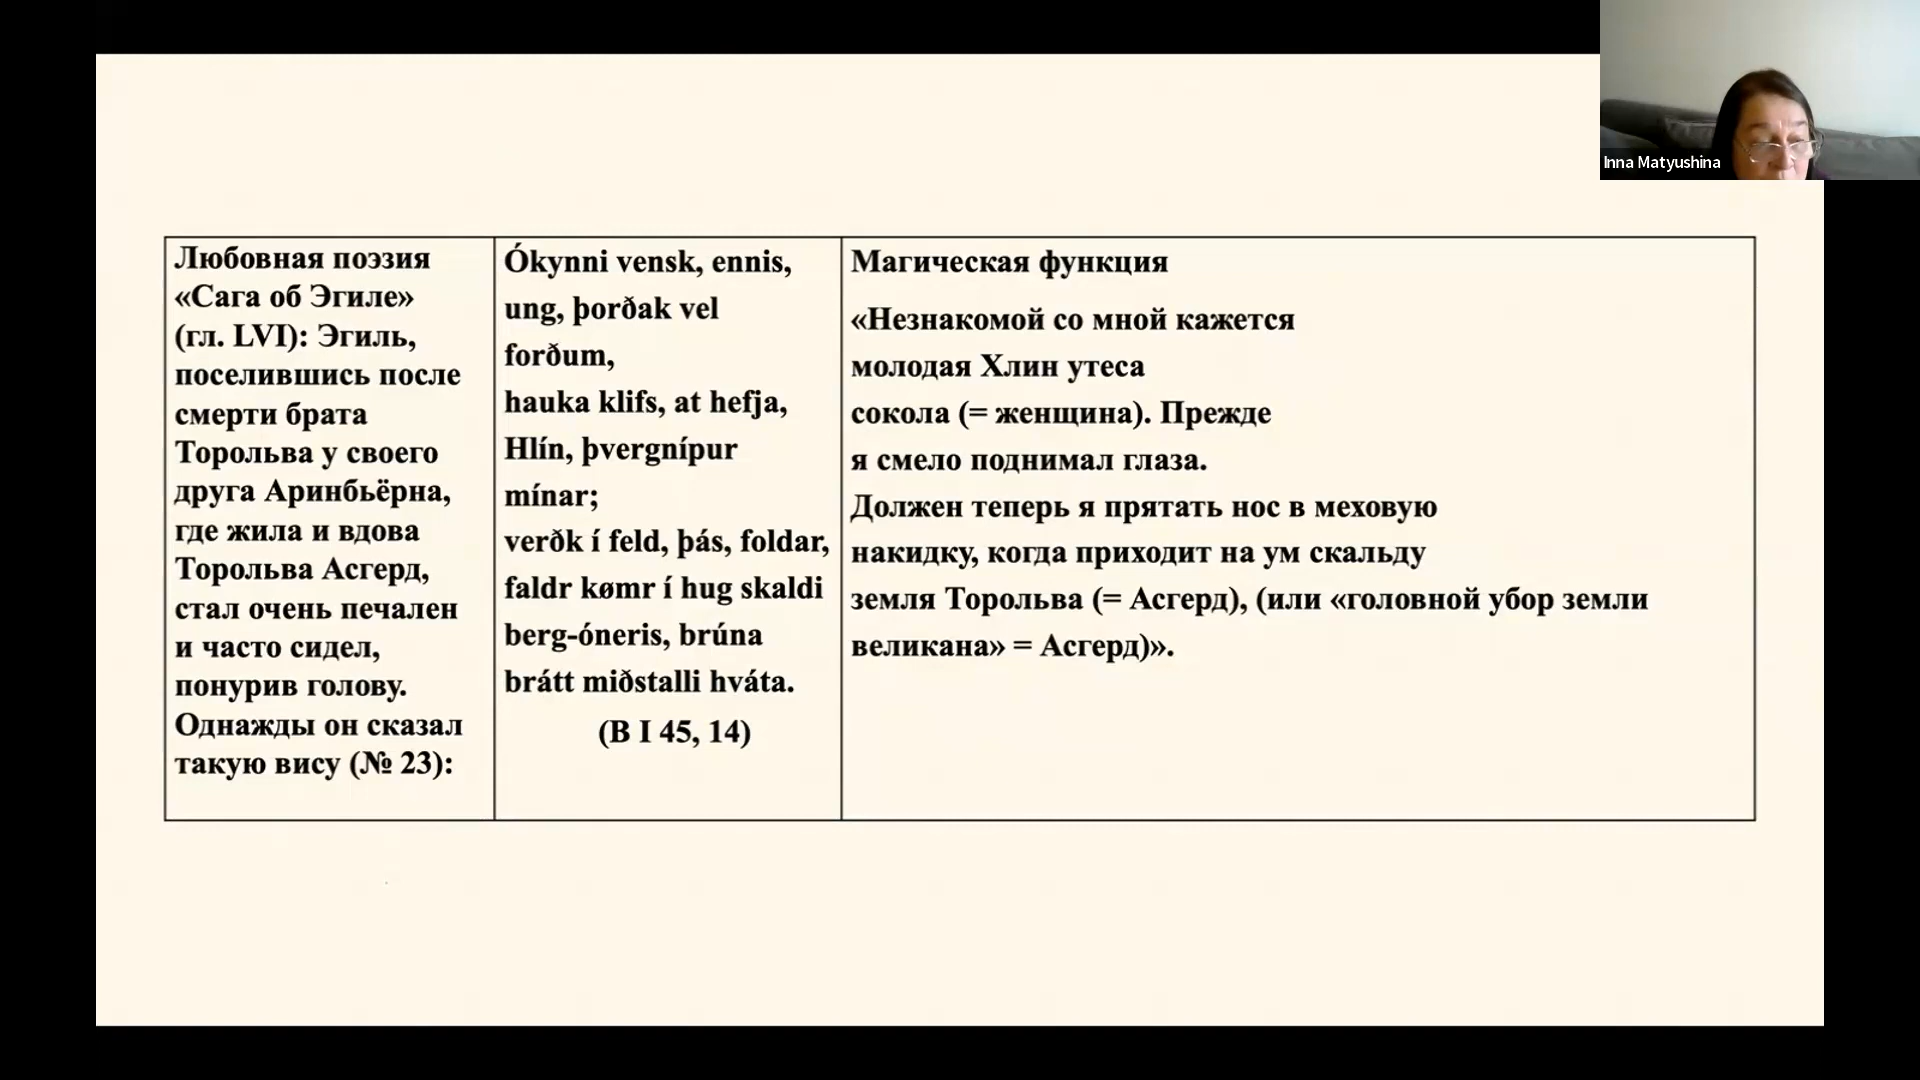 Inna Matyushina
Любовная поэзия
«Сага об Эгиле»
(гл. LVI): Эгиль,
поселившись после
смерти брата
Торольва у своего
друга Аринбьёрна,
где жила и вдова
Торольва Асгерд,
стал очень печален
и часто сидел,
понурив голову.
Однажды он сказал
такую вису (№ 23):
Ókynni vensk, ennis,
ung, þorðak vel
forðum,
hauka klifs, at hefja,
Hlín, þvergnípur
mínar;
verðk í feld, þás, foldar,
faldr kømr í hug skaldi
berg-óneris, brúna
brátt miðstalli hváta.
(B I 45, 14)
Магическая функция
«Незнакомой со мной кажется
молодая Хлин утеса
сокола (= женщина). Прежде
я смело поднимал глаза.
Должен теперь я прятать нос в меховую
накидку, когда приходит на ум скальду
земля Торольва (= Асгерд), (или «головной убор земли
великана» = Асгерд)».